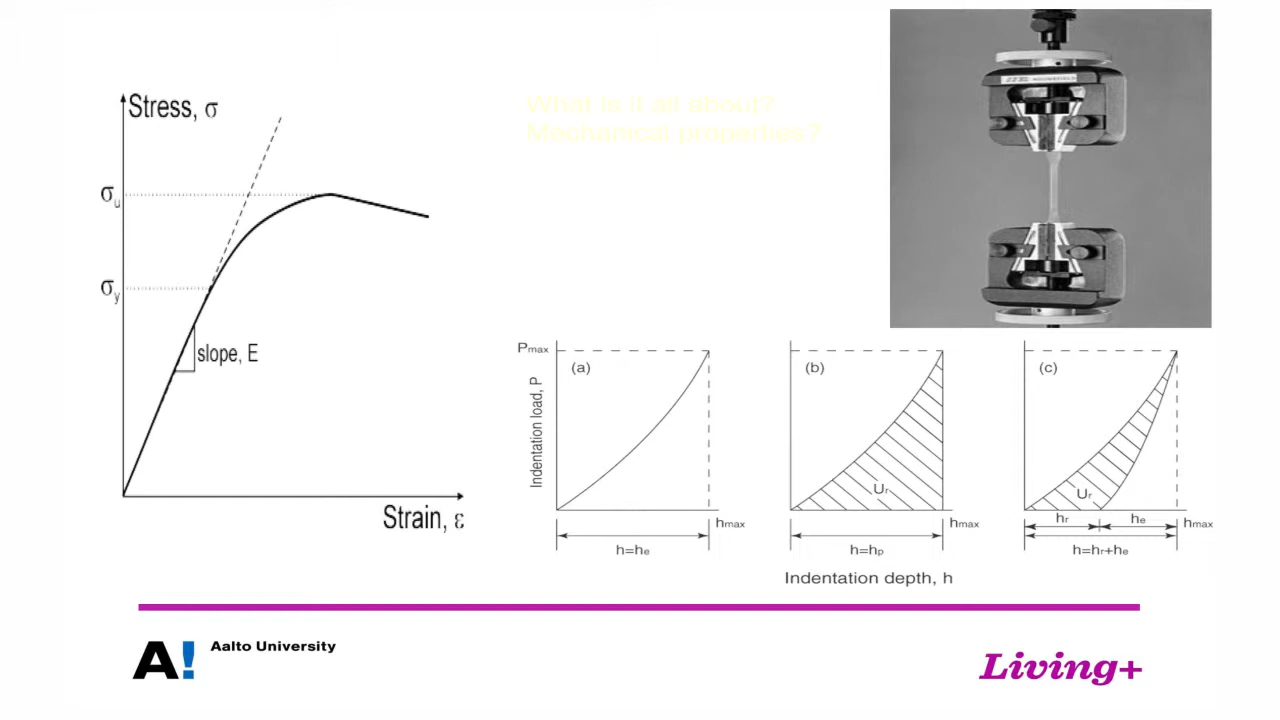 What is it all about?
Mechanical properties?
Stress, σ
σu
σy
slope, E
Strain, ε
Pmax
Indentation load, P
(a)
hmax
h=he
(b)
Ur
hmax
h=hp
(c)
Ur
hr
he
hmax
h=hr+he
Indentation depth, h
A!
Aalto University
Living+